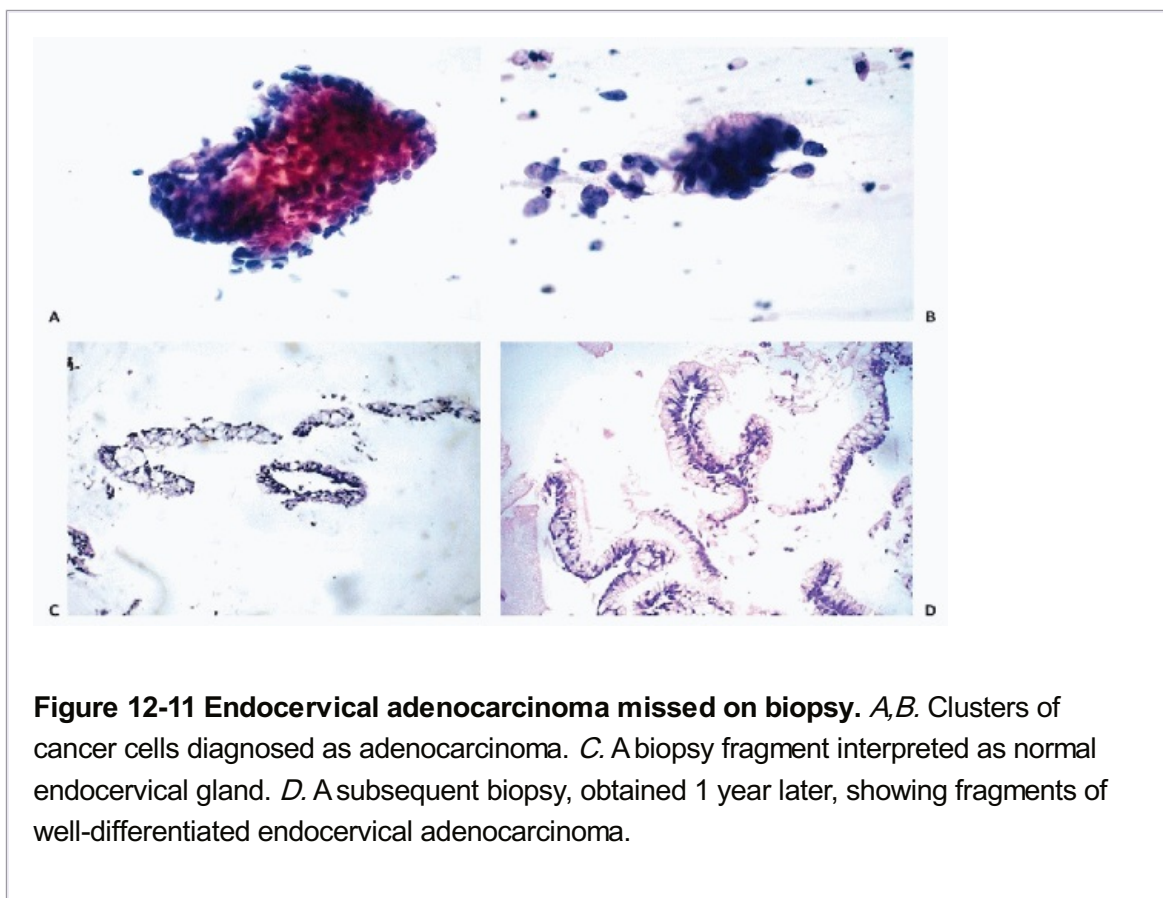 A
B
C
D
Figure 12-11 Endocervical adenocarcinoma missed on biopsy. A,B. Clusters of
cancer cells diagnosed as adenocarcinoma. C. A biopsy fragment interpreted as normal
endocervical gland. D. A subsequent biopsy, obtained 1 year later, showing fragments of
well-differentiated endocervical adenocarcinoma.